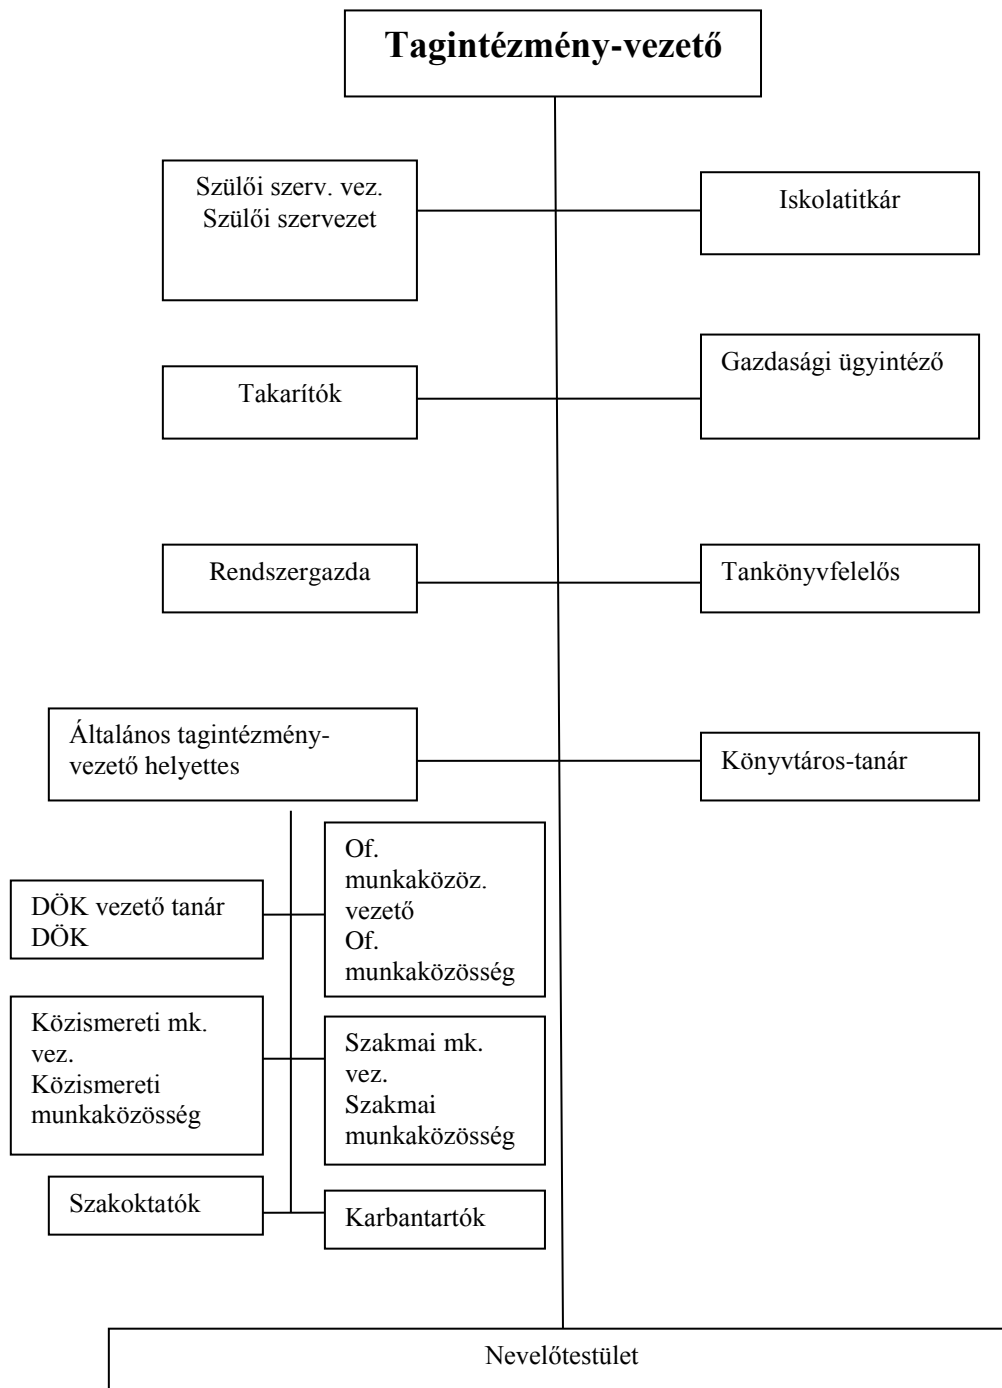 Tagintézmény-vezető
Szülői szerv. vez.
Szülői szervezet
Iskolatitkár
Takarítók
Gazdasági ügyintéző
Rendszergazda
Tankönyvfelelős
Általános tagintézmény-
vezető helyettes
Könyvtáros-tanár
DÖK vezető tanár
DÖK
Of.
munkaközöz.
vezető
Of.
munkaközösség
Közismereti mk.
vez.
Közismereti
munkaközösség
Szakmai mk.
vez.
Szakmai
munkaközösség
Szakoktatók
Karbantartók
Nevelőtestület